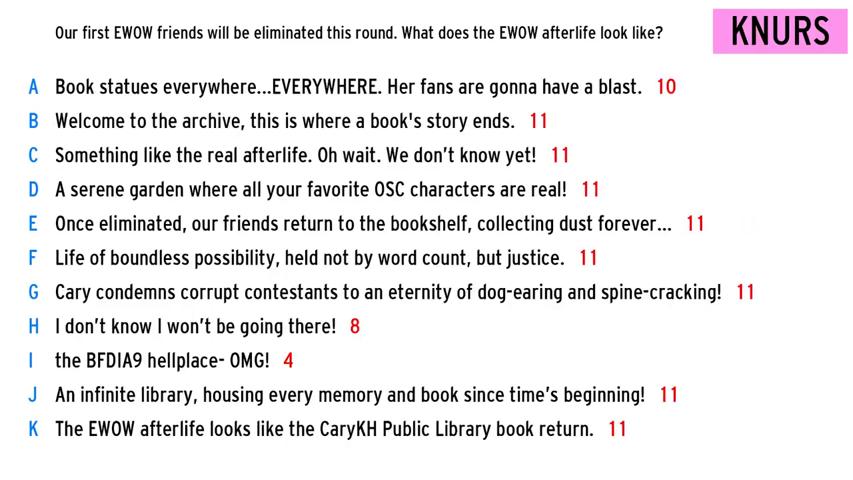 Our first EWOW friends will be eliminated this round. What does the EWOW afterlife look like?
KNURS
A Book statues everywhere...EVERYWHERE. Her fans are gonna have a blast. 10
B Welcome to the archive, this is where a book's story ends. 11
C Something like the real afterlife. Oh wait. We don't know yet! 11
D A serene garden where all your favorite OSC characters are real! 11
E Once eliminated, our friends return to the bookshelf, collecting dust forever... 11
F Life of boundless possibility, held not by word count, but justice. 11
G Cary condemns corrupt contestants to an eternity of dog-earing and spine-cracking! 11
H I don't know I won't be going there! 8
I the BFDIA9 hellplace- OMG! 4
J An infinite library, housing every memory and book since time's beginning! 11
K The EWOW afterlife looks like the CaryKH Public Library book return. 11